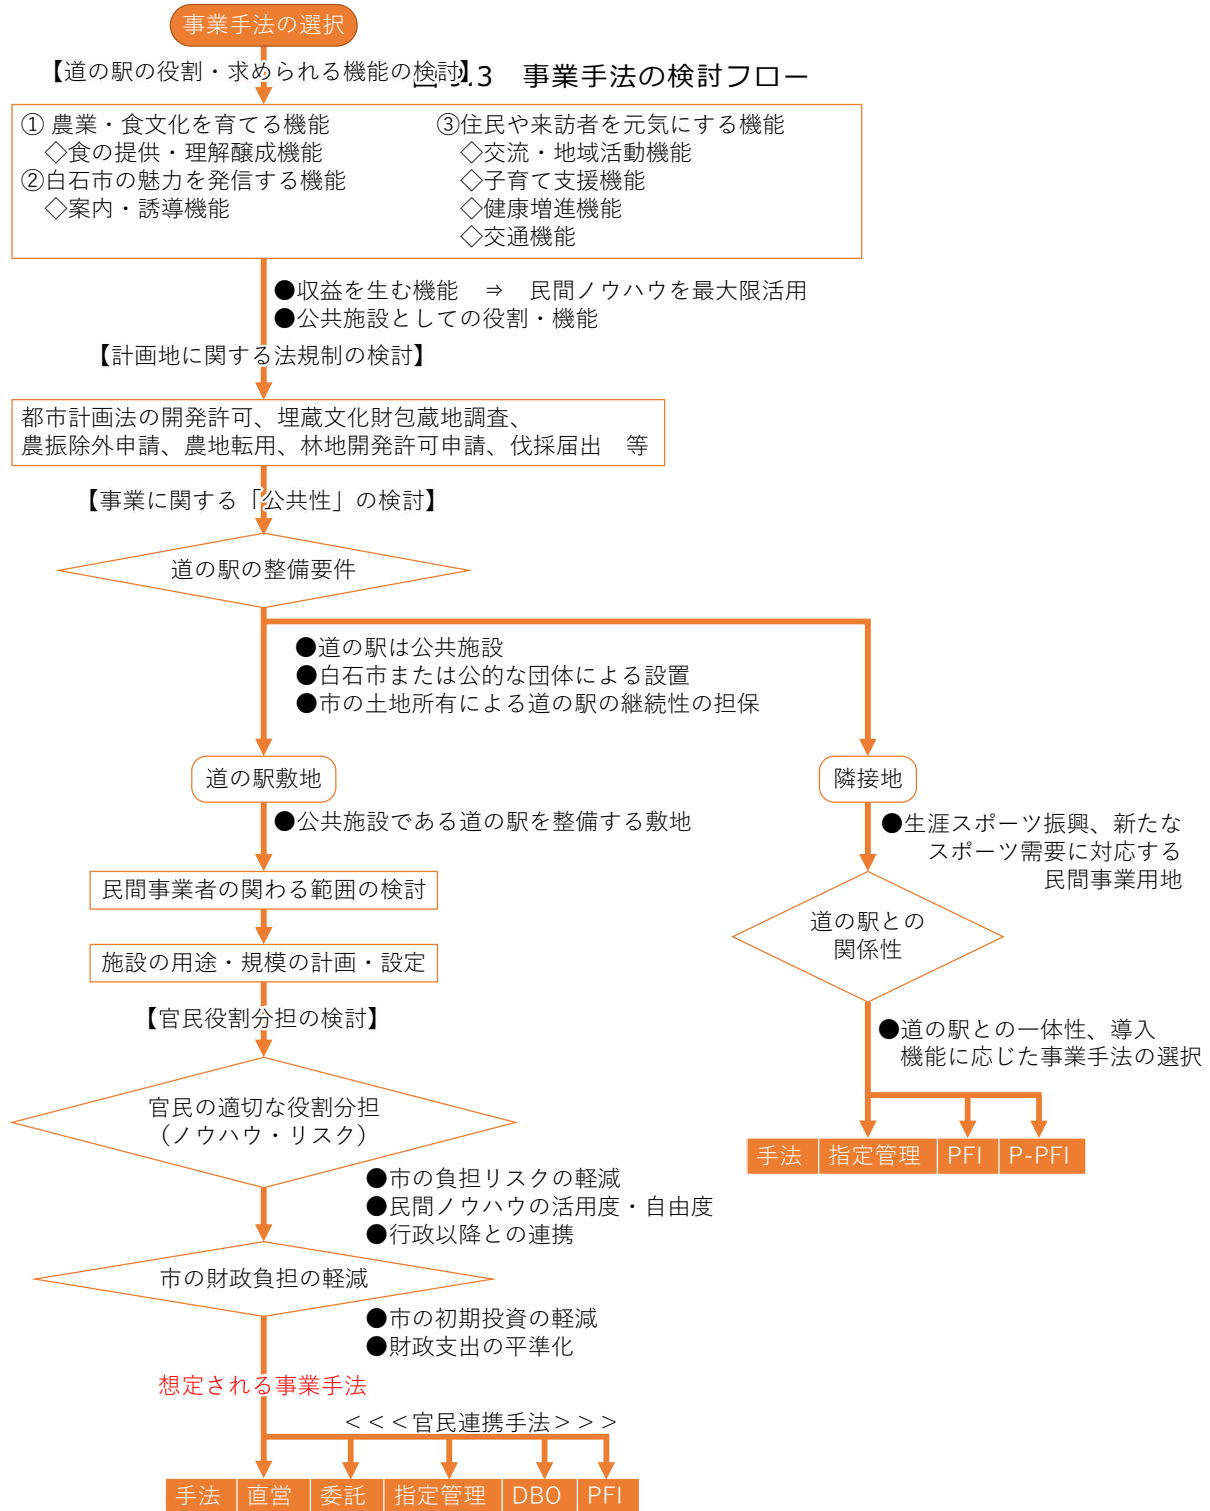 事業手法の選択
【道の駅の役割・求められる機能の検討】
.3　事業手法の検討フロー
① 農業・食文化を育てる機能
◇食の提供・理解醸成機能
②白石市の魅力を発信する機能
◇案内・誘導機能
③住民や来訪者を元気にする機能
◇交流・地域活動機能
◇子育て支援機能
◇健康増進機能
◇交通機能
●収益を生む機能　⇒　民間ノウハウを最大限活用
●公共施設としての役割・機能
【計画地に関する法規制の検討】
都市計画法の開発許可、埋蔵文化財包蔵地調査、
農振除外申請、農地転用、林地開発許可申請、伐採届出　等
【事業に関する「公共性」の検討】
道の駅の整備要件
●道の駅は公共施設
●白石市または公的な団体による設置
●市の土地所有による道の駅の継続性の担保
道の駅敷地
●公共施設である道の駅を整備する敷地
民間事業者の関わる範囲の検討
施設の用途・規模の計画・設定
【官民役割分担の検討】
官民の適切な役割分担
（ノウハウ・リスク）
●市の負担リスクの軽減
●民間ノウハウの活用度・自由度
●行政以降との連携
市の財政負担の軽減
●市の初期投資の軽減
●財政支出の平準化
想定される事業手法
＜＜＜官民連携手法＞＞＞
手法 直営 委託 指定管理 DBO PFI
隣接地
●生涯スポーツ振興、新たな
スポーツ需要に対応する
民間事業用地
道の駅との
関係性
●道の駅との一体性、導入
機能に応じた事業手法の選択
手法 指定管理 PFI P-PFI